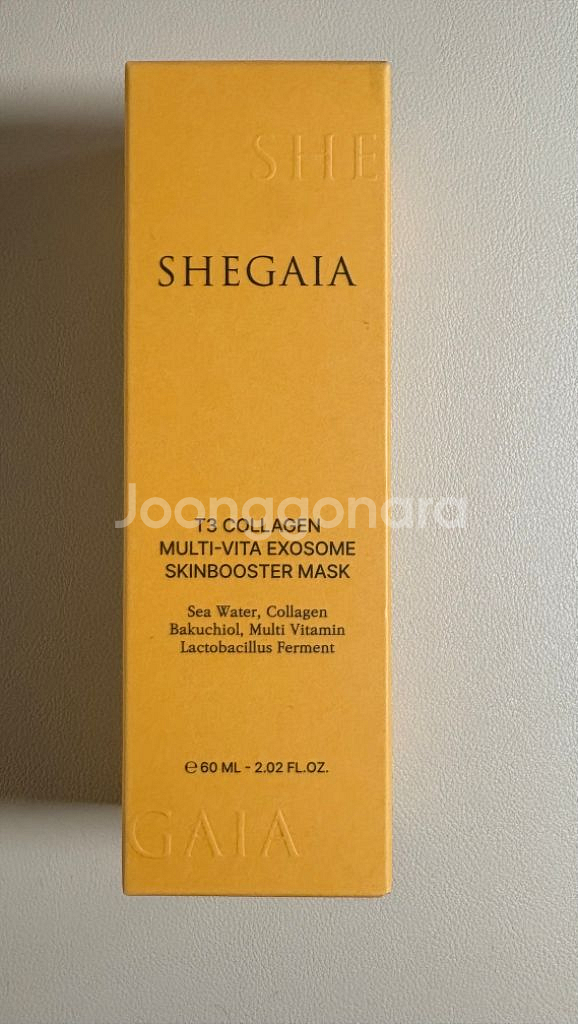 SHE
SHEGAIA
Joonggonara
T3 COLLAGEN
MULTI-VITA EXOSOME
SKINBOOSTER MASK
Sea Water, Collagen
Bakuchiol, Multi Vitamin
Lactobacillus Ferment
℮ 60 ML - 2.02 FL.OZ.
GAIA